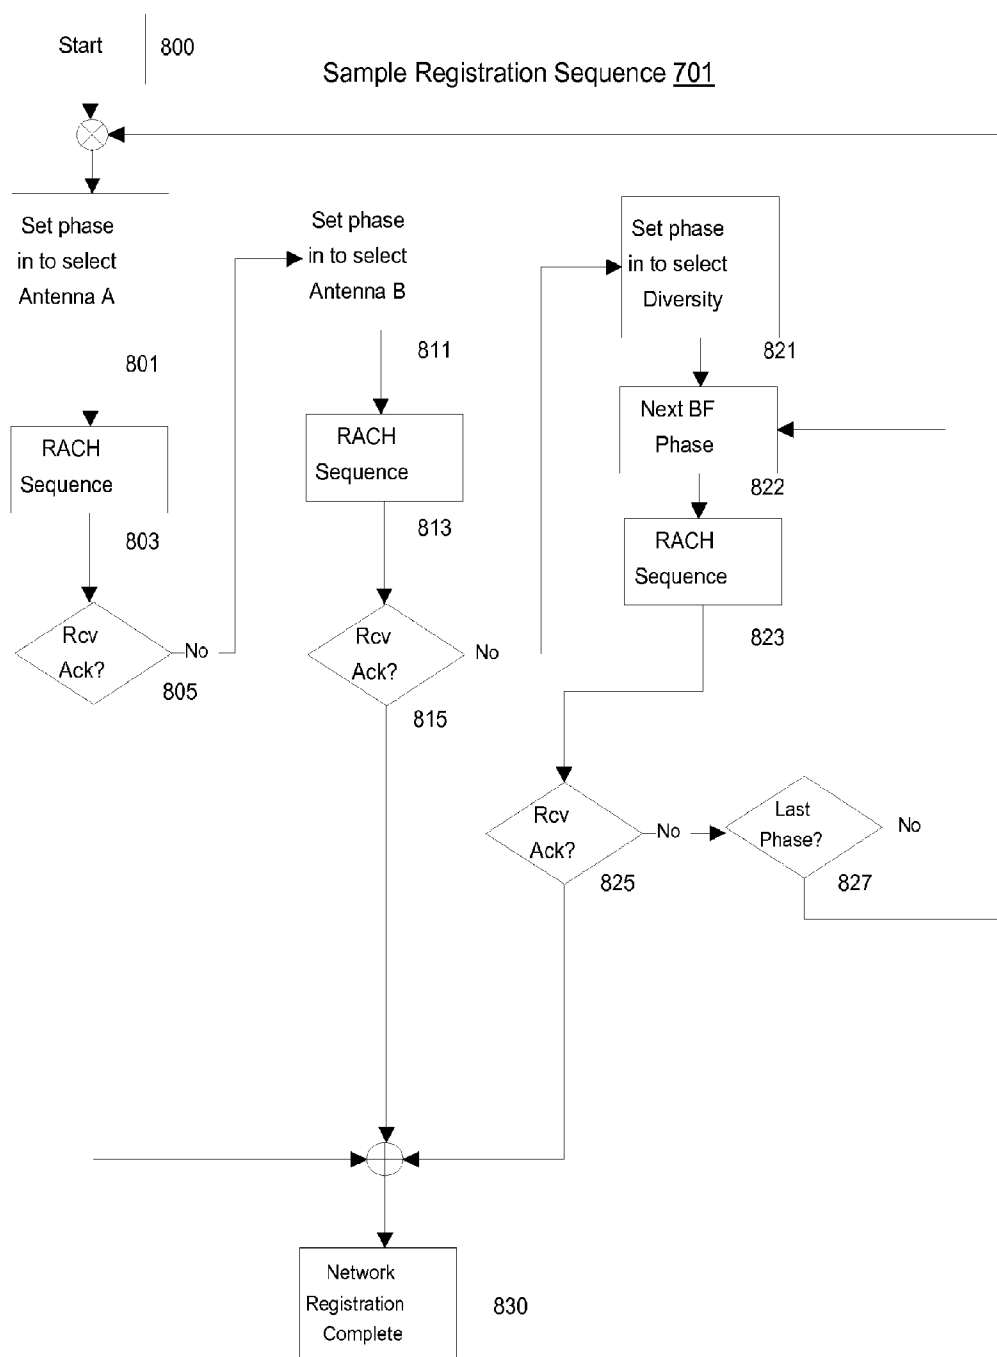 Start
800
Sample Registration Sequence 701
Set phase
in to select
Antenna A
801
RACH
Sequence
803
Rcv
Ack?
No
805
Set phase
in to select
Antenna B
811
RACH
Sequence
813
Rcv
Ack?
No
815
Set phase
in to select
Diversity
821
Next BF
Phase
822
RACH
Sequence
823
Rcv
Ack?
No
825
Last
Phase?
No
827
Network
Registration
Complete
830